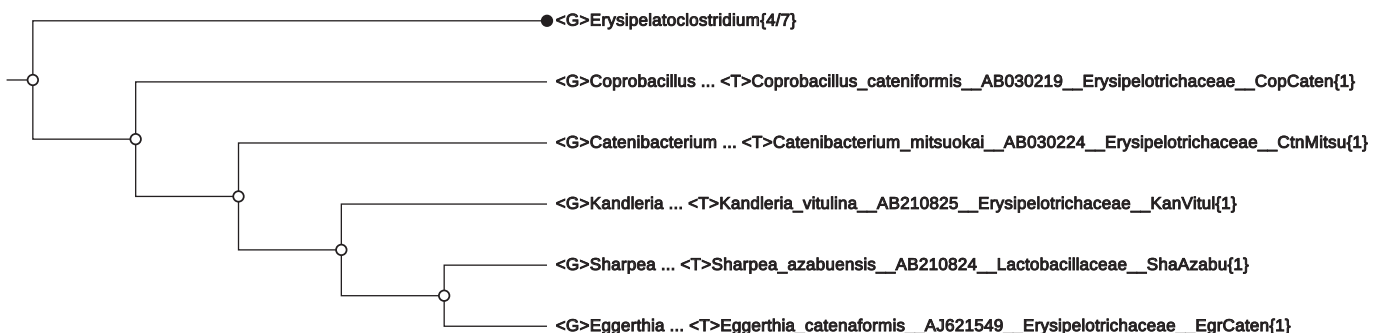 <G>Erysipelatoclostridium{4/7}
<G>Coprobacillus ... <T>Coprobacillus_cateniformis__AB030219__Erysipelotrichaceae__CopCaten{1}
<G>Catenibacterium ... <T>Catenibacterium_mitsuokai__AB030224__Erysipelotrichaceae__CtnMitsu{1}
<G>Kandleria ... <T>Kandleria_vitulina__AB210825__Erysipelotrichaceae__KanVitul{1}
<G>Sharpea ... <T>Sharpea_azabuensis__AB210824__Lactobacillaceae__ShaAzabu{1}
<G>Eggerthia ... <T>Eggerthia_catenaformis__AJ621549__Erysipelotrichaceae__EgrCaten{1}